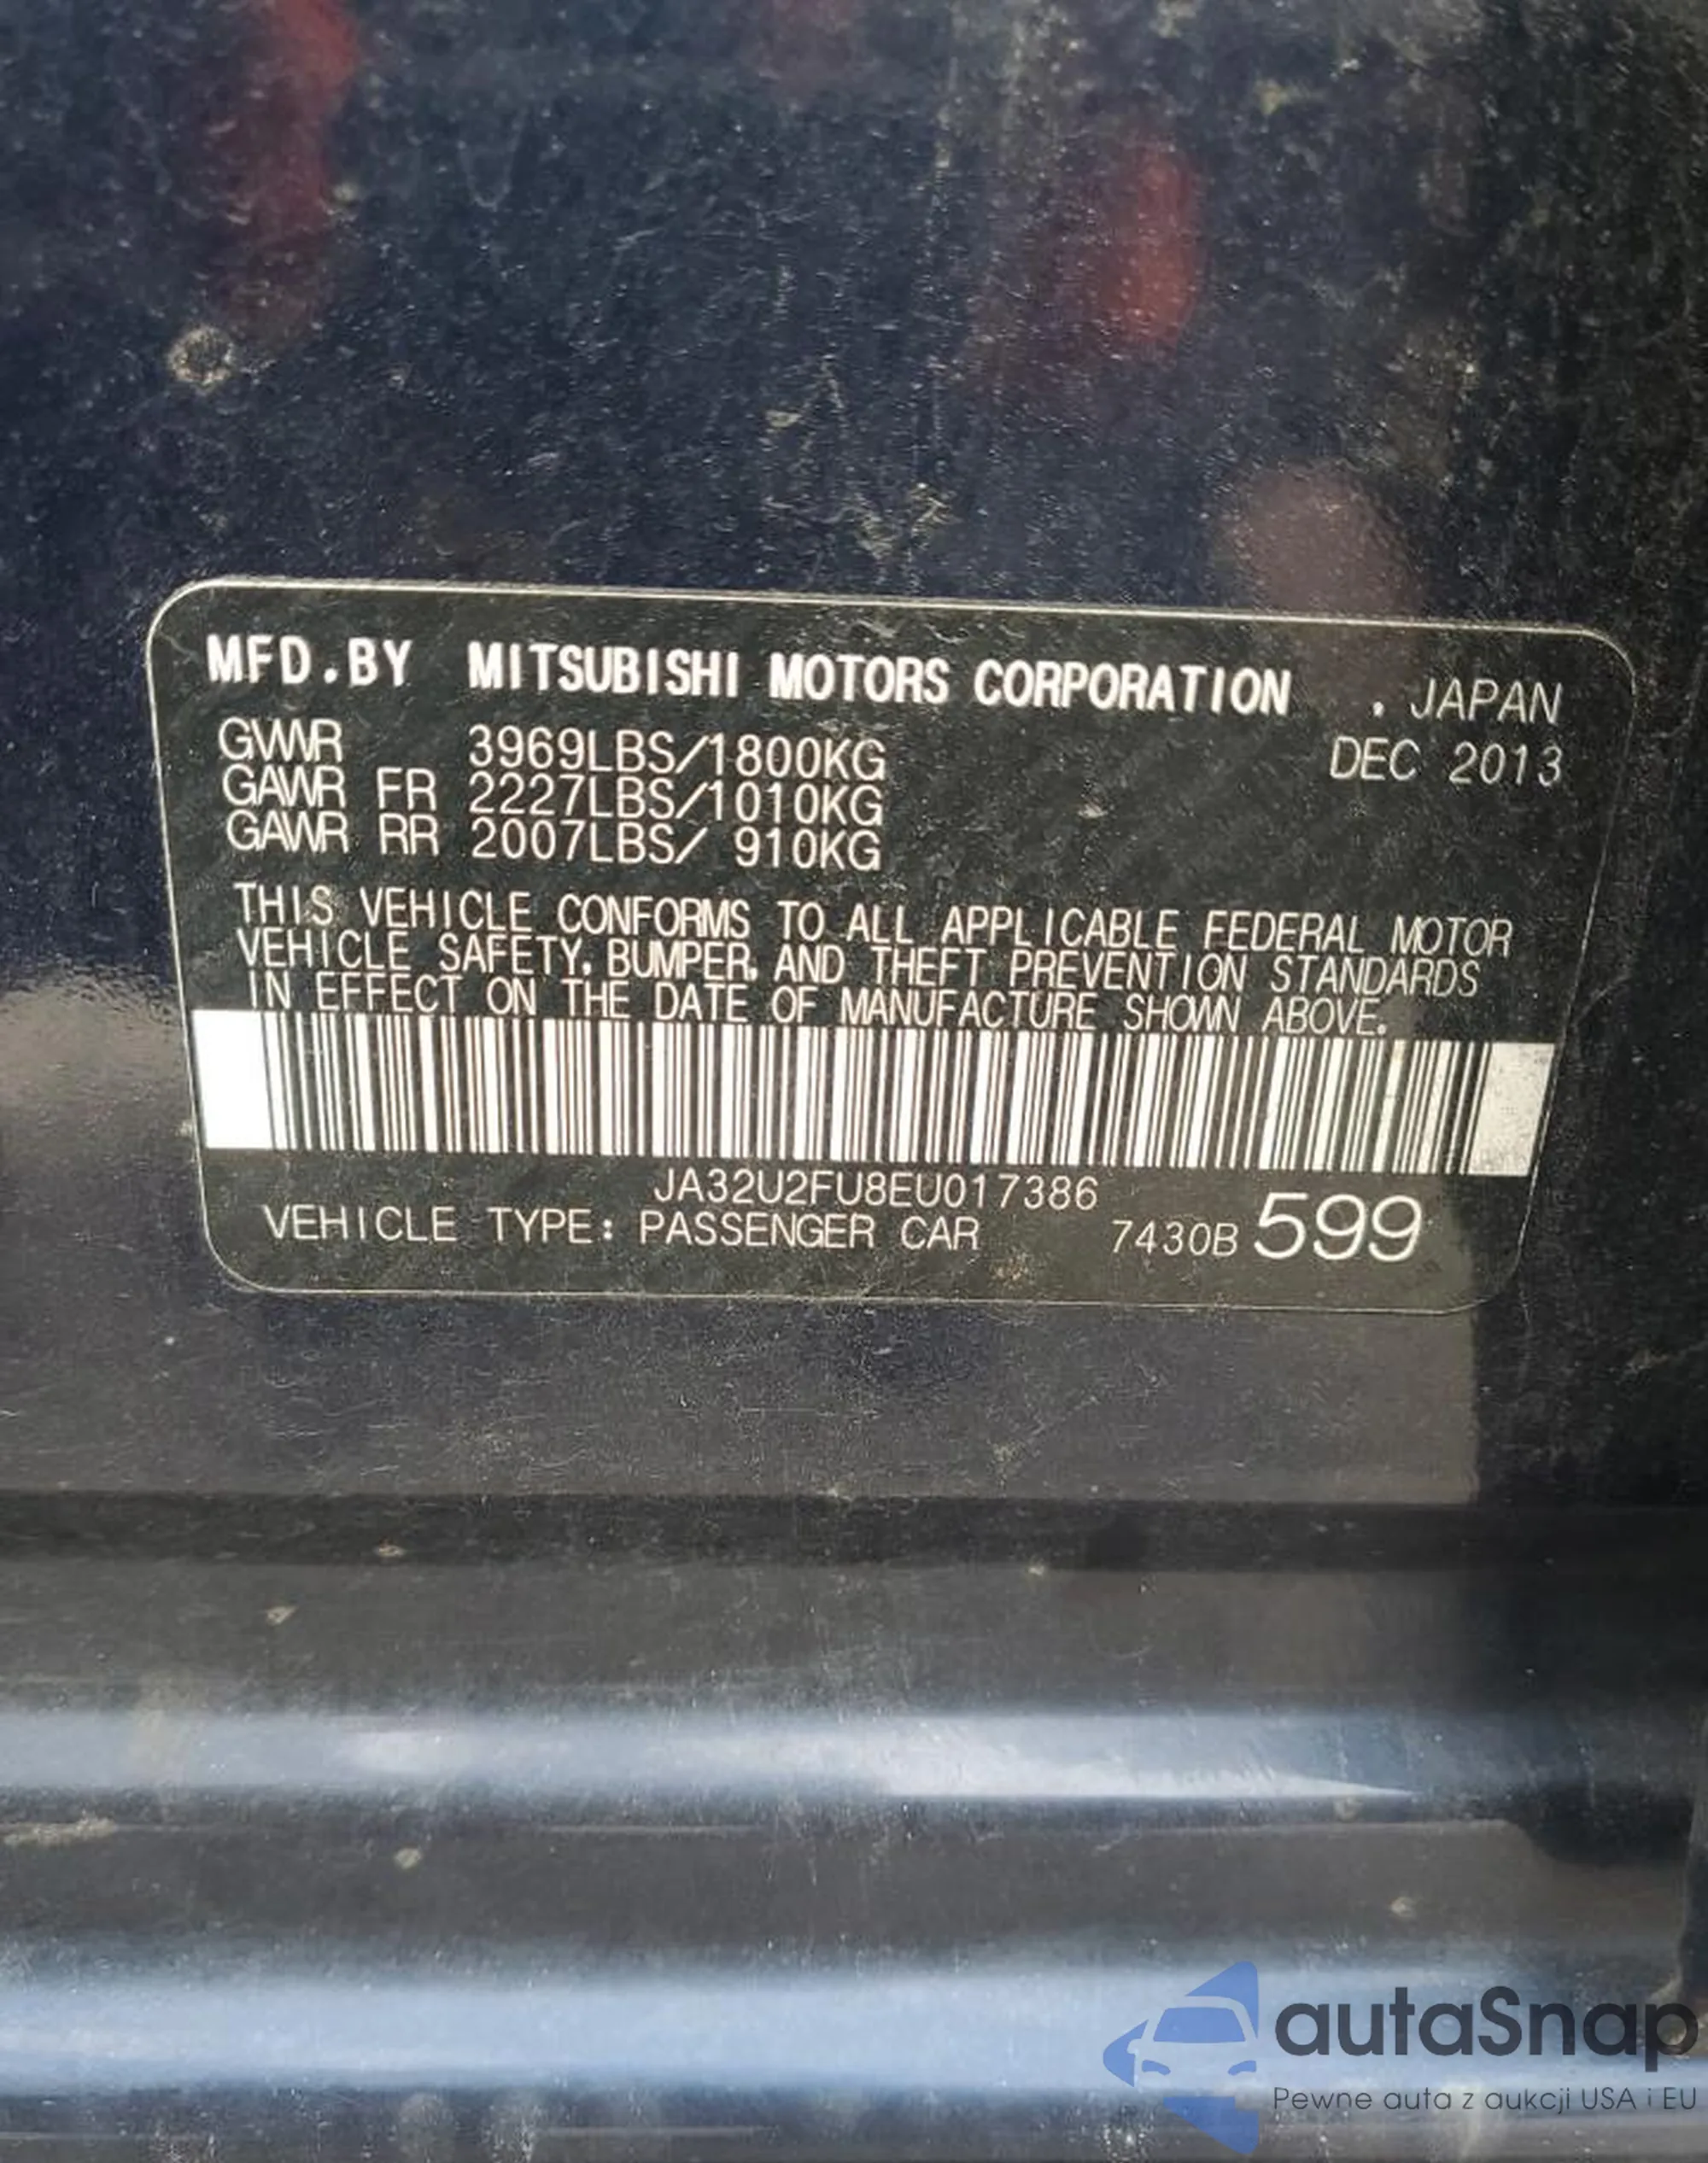 MFD.BY MITSUBISHI MOTORS CORPORATION . JAPAN
GVWR 3969LBS/1800KG DEC 2013
GAWR FR 2227LBS/1010KG
GAWR RR 2007LBS/ 910KG
THIS VEHICLE CONFORMS TO ALL APPLICABLE FEDERAL MOTOR
VEHICLE SAFETY, BUMPER, AND THEFT PREVENTION STANDARDS
IN EFFECT ON THE DATE OF MANUFACTURE SHOWN ABOVE.
JA32U2FU8EU017386
VEHICLE TYPE: PASSENGER CAR 7430B 599
autaSnap
Pewne auta z aukcji USA i EU